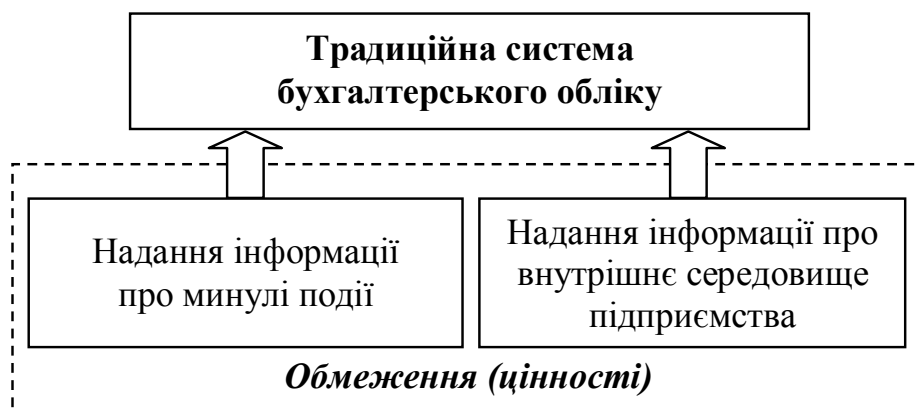 Традиційна система
бухгалтерського обліку
Надання інформації
про минулі події
Надання інформації про
внутрішнє середовище
підприємства
Обмеження (цінності)